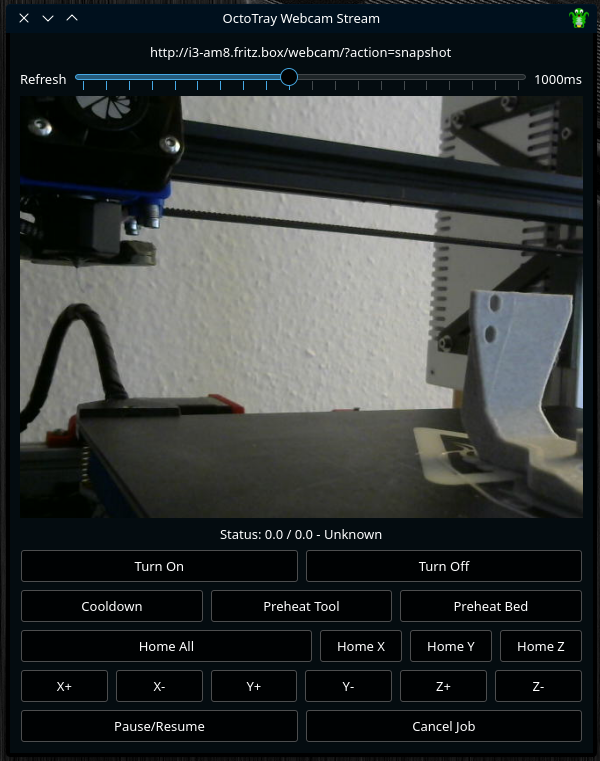 OctoTray Webcam Stream
http://i3-am8.fritz.box/webcam/?action=snapshot
Refresh 1000ms
Status: 0.0 / 0.0 - Unknown
Turn On Turn Off
Cooldown Preheat Tool Preheat Bed
Home All Home X Home Y Home Z
X+ X- Y+ Y- Z+ Z-
Pause/Resume Cancel Job